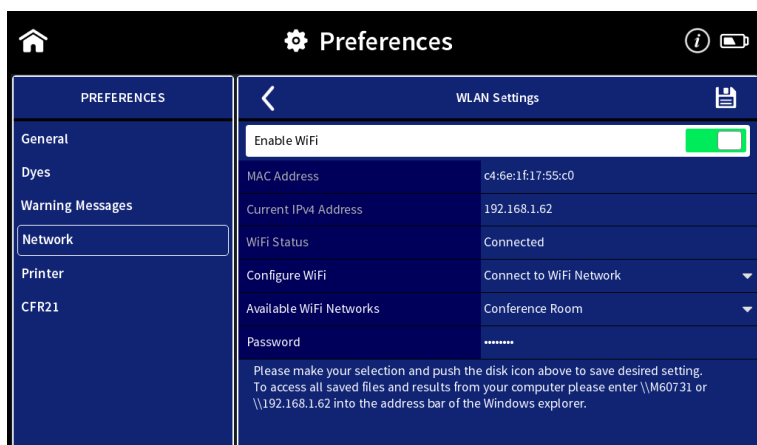 Preferences
PREFERENCES
General
Dyes
Warning Messages
Network
Printer
CFR21
WLAN Settings
Enable WiFi
MAC Address c4:6e:1f:17:55:c0
Current IPv4 Address 192.168.1.62
WiFi Status Connected
Configure WiFi Connect to WiFi Network
Available WiFi Networks Conference Room
Password ••••••••
Please make your selection and push the disk icon above to save desired setting.
To access all saved files and results from your computer please enter \\M60731 or
\\192.168.1.62 into the address bar of the Windows explorer.